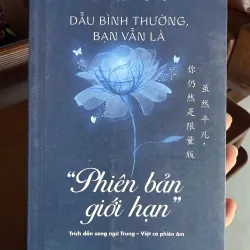 DẪU BÌNH THƯỜNG,
BẠN VẪN LÀ
虽然平凡，
你仍然是限量版
“Phiên bản
giới hạn”
Trích dẫn song ngữ Trung – Việt có phiên âm